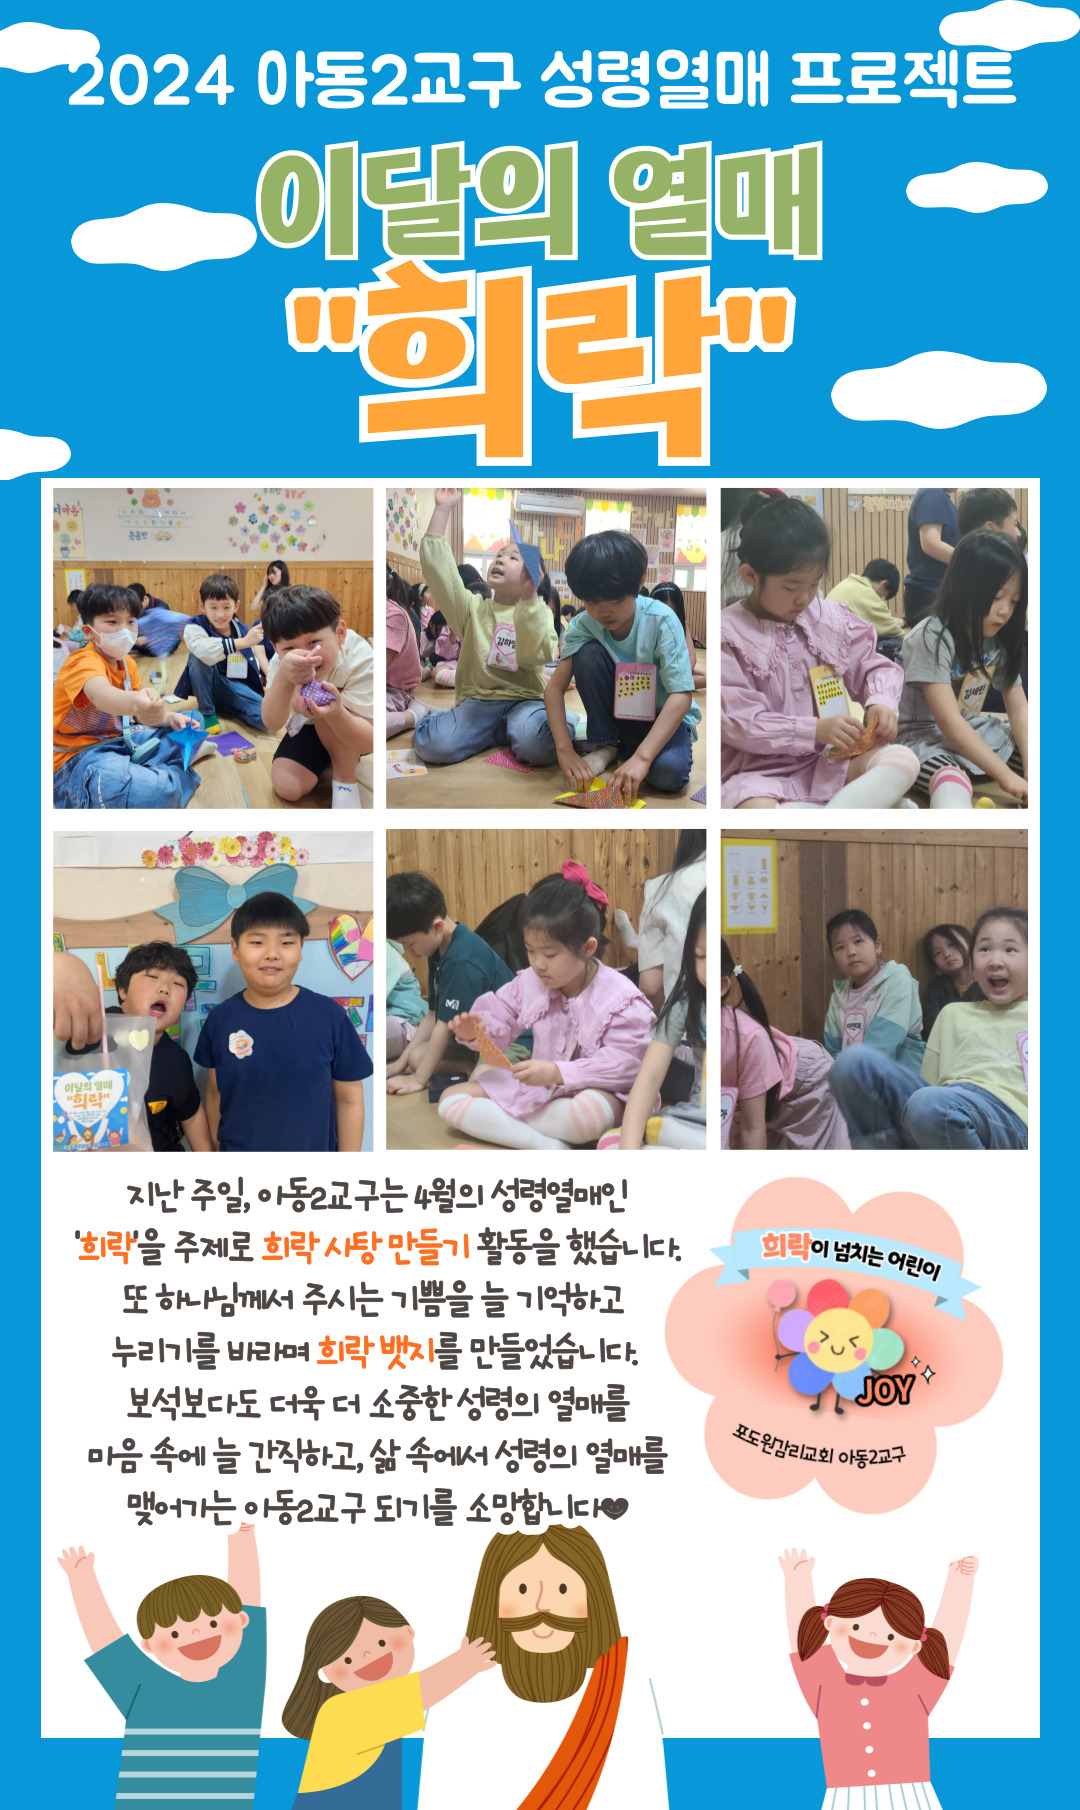 2024 아동2교구 성령열매 프로젝트
이달의 열매
"희락"
김하임
김세린
이달의 열매
"희락"
지난 주일, 아동2교구는 4월의 성령열매인
'희락'을 주제로 희락 사탕 만들기 활동을 했습니다.
또 하나님께서 주시는 기쁨을 늘 기억하고
누리기를 바라며 희락 뱃지를 만들었습니다.
보석보다도 더욱 더 소중한 성령의 열매를
마음 속에 늘 간직하고, 삶 속에서 성령의 열매를
맺어가는 아동2교구 되기를 소망합니다
희락이 넘치는 어린이
JOY
포도원감리교회 아동2교구